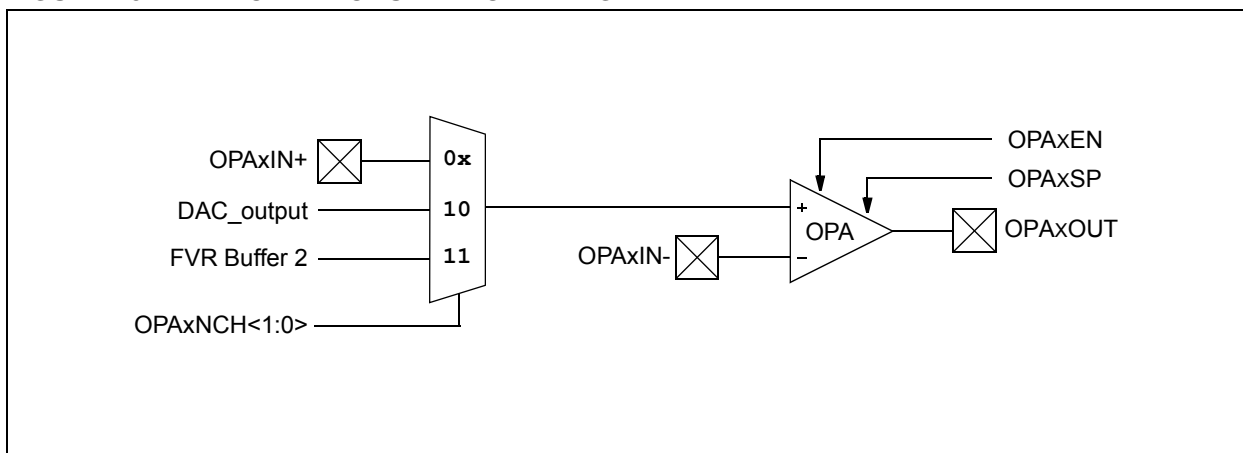 OPAxIN+
0x
DAC_output
10
FVR Buffer 2
11
OPAxNCH<1:0>
OPAxIN-
+
OPA
−
OPAxEN
OPAxSP
OPAxOUT